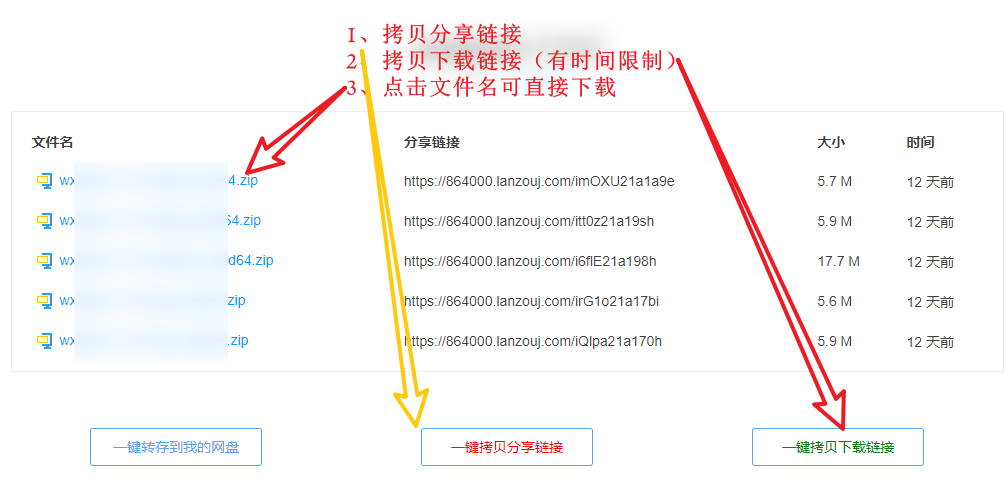 1、拷贝分享链接
2、拷贝下载链接（有时间限制）
3、点击文件名可直接下载
文件名 分享链接 大小 时间
wx 4.zip https://864000.lanzouj.com/imOXU21a1a9e 5.7 M 12 天前
wx 64.zip https://864000.lanzouj.com/itt0z21a19sh 5.9 M 12 天前
wx d64.zip https://864000.lanzouj.com/i6flE21a198h 17.7 M 12 天前
wx zip https://864000.lanzouj.com/irG1o21a17bi 5.6 M 12 天前
wx .zip https://864000.lanzouj.com/iQlpa21a170h 5.9 M 12 天前
一键转存到我的网盘 一键拷贝分享链接 一键拷贝下载链接